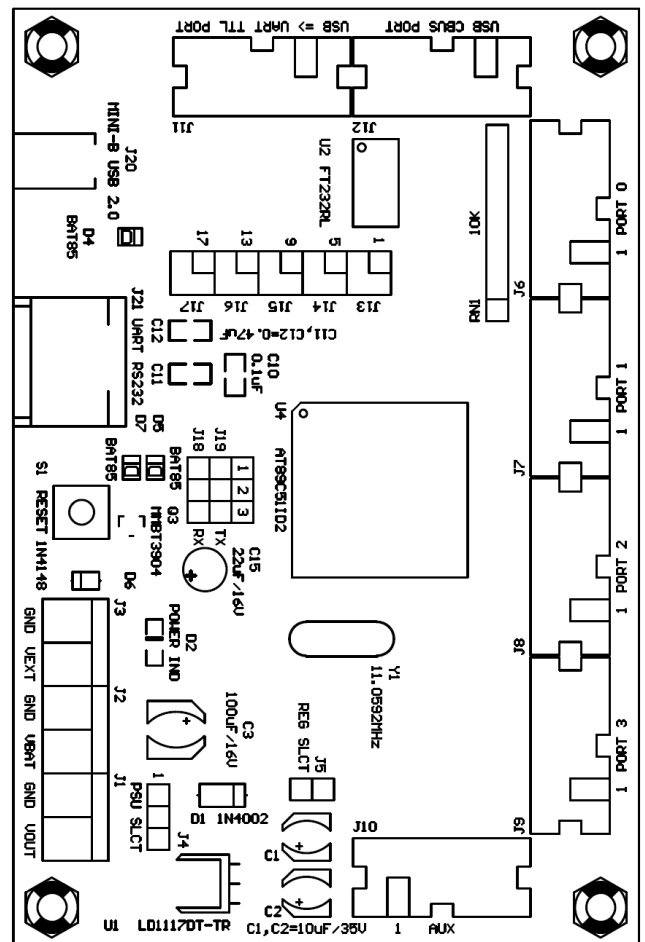 USB => UART TTL PORT
USB CBUS PORT
J11
J12
MINI-B USB 2.0
J20
U2 FT232RL
D4
BAT85
10K
RN1
PORT 0
1
J6
17
13
9
5
1
J17
J16
J15
J14
J13
J21 UART RS232
C12
C11
C11,C12=0.47uF
C10
0.1uF
PORT 1
1
J7
U4
AT89C51ID2
D7
D5
BAT85
BAT85
J18
J19
1
2
3
RX
TX
S1
RESET
Q3
MMBT3904
1N4148
D6
C15
22uF/16V
PORT 2
1
J8
J3
GND
VEXT
J2
GND
VBAT
J1
GND
VOUT
D2
POWER IND
Y1
11.0592MHz
C3
100uF/16V
REG SLCT
J5
PORT 3
1
J9
1
PSU SLCT
D1 1N4002
J4
C1
C2
J10
U1 LD1117DT-TR
C1,C2=10uF/35V
1
AUX